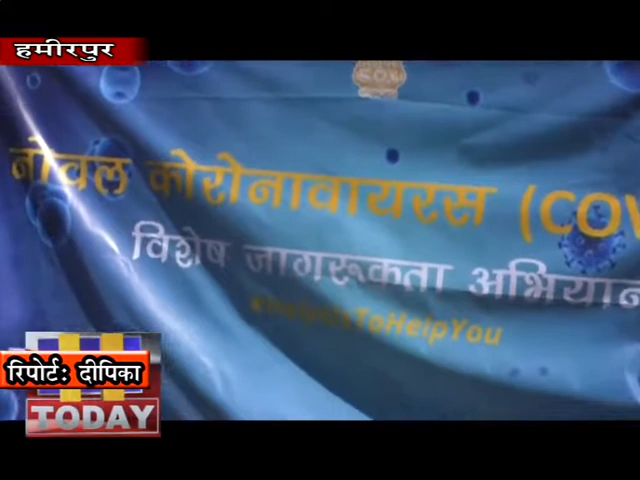 हमीरपुर
नोवल कोरोनावायरस (COV
विशेष जागरूकता अभियान
#HelpUsToHelpYou
रिपोर्ट: दीपिका
TODAY